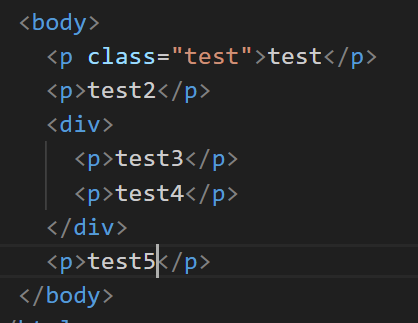 <body>
<p class="test">test</p>
<p>test2</p>
<div>
<p>test3</p>
<p>test4</p>
</div>
<p>test5</p>
</body>